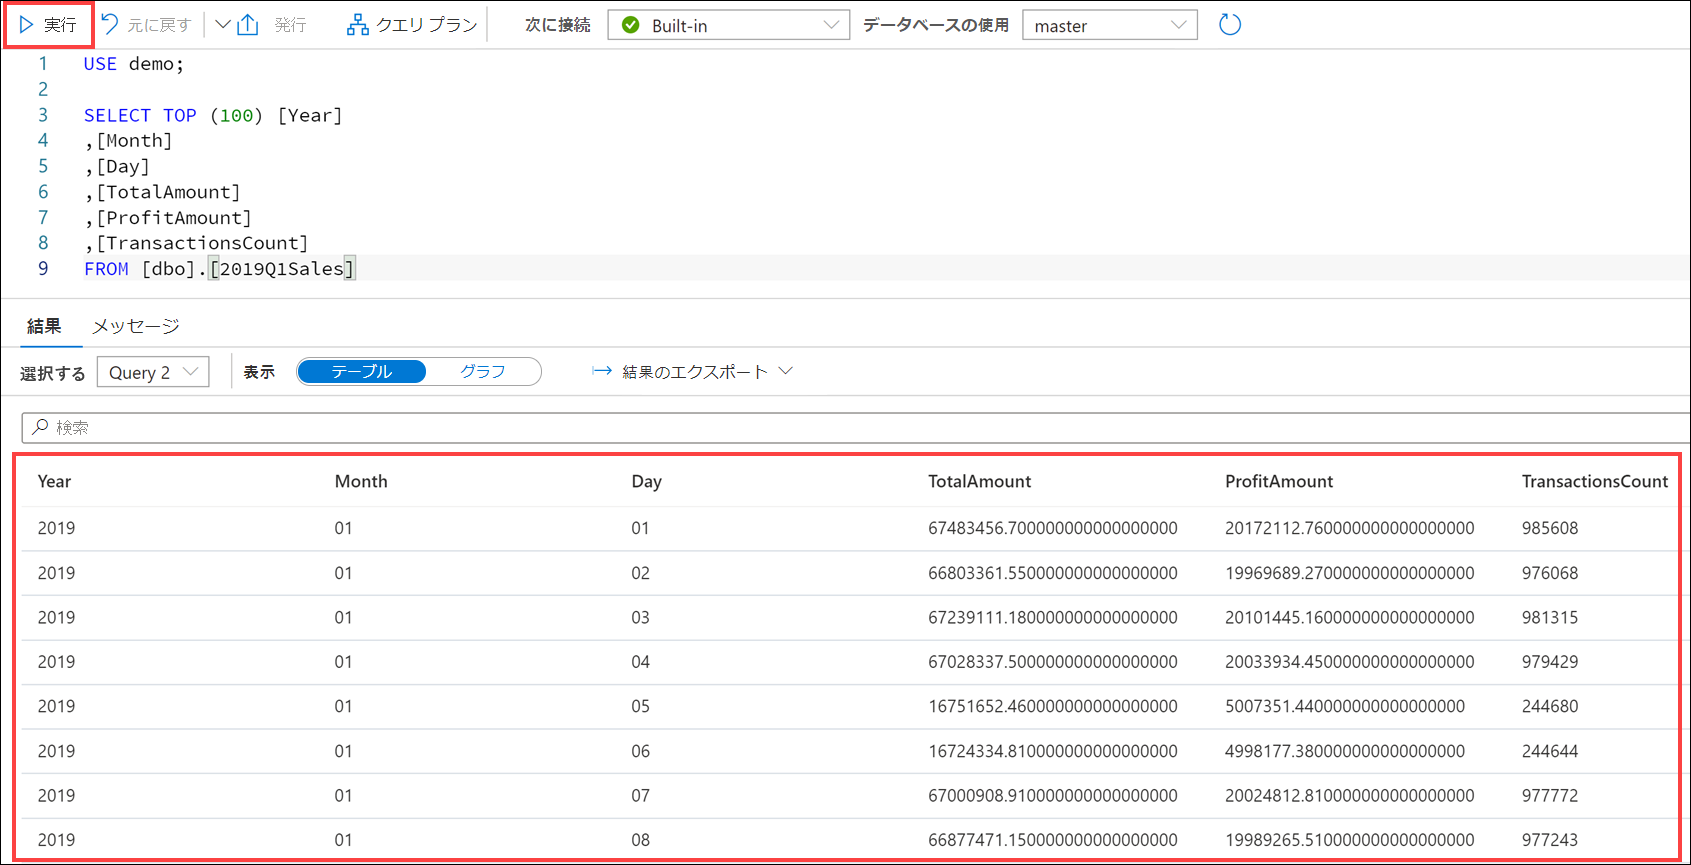 実行 元に戻す 発行 クエリ プラン 次に接続 Built-in データベースの使用 master
1 USE demo;
2
3 SELECT TOP (100) [Year]
4 ,[Month]
5 ,[Day]
6 ,[TotalAmount]
7 ,[ProfitAmount]
8 ,[TransactionsCount]
9 FROM [dbo].[2019Q1Sales]
結果 メッセージ
選択する Query 2 表示 テーブル グラフ 結果のエクスポート
検索
Year Month Day TotalAmount ProfitAmount TransactionsCount
2019 01 01 67483456.700000000000000000 20172112.760000000000000000 985608
2019 01 02 66803361.550000000000000000 19969689.270000000000000000 976068
2019 01 03 67239111.180000000000000000 20101445.160000000000000000 981315
2019 01 04 67028337.500000000000000000 20033934.450000000000000000 979429
2019 01 05 16751652.460000000000000000 5007351.440000000000000000 244680
2019 01 06 16724334.810000000000000000 4998177.380000000000000000 244644
2019 01 07 67000908.910000000000000000 20024812.810000000000000000 977772
2019 01 08 66877471.150000000000000000 19989265.510000000000000000 977243